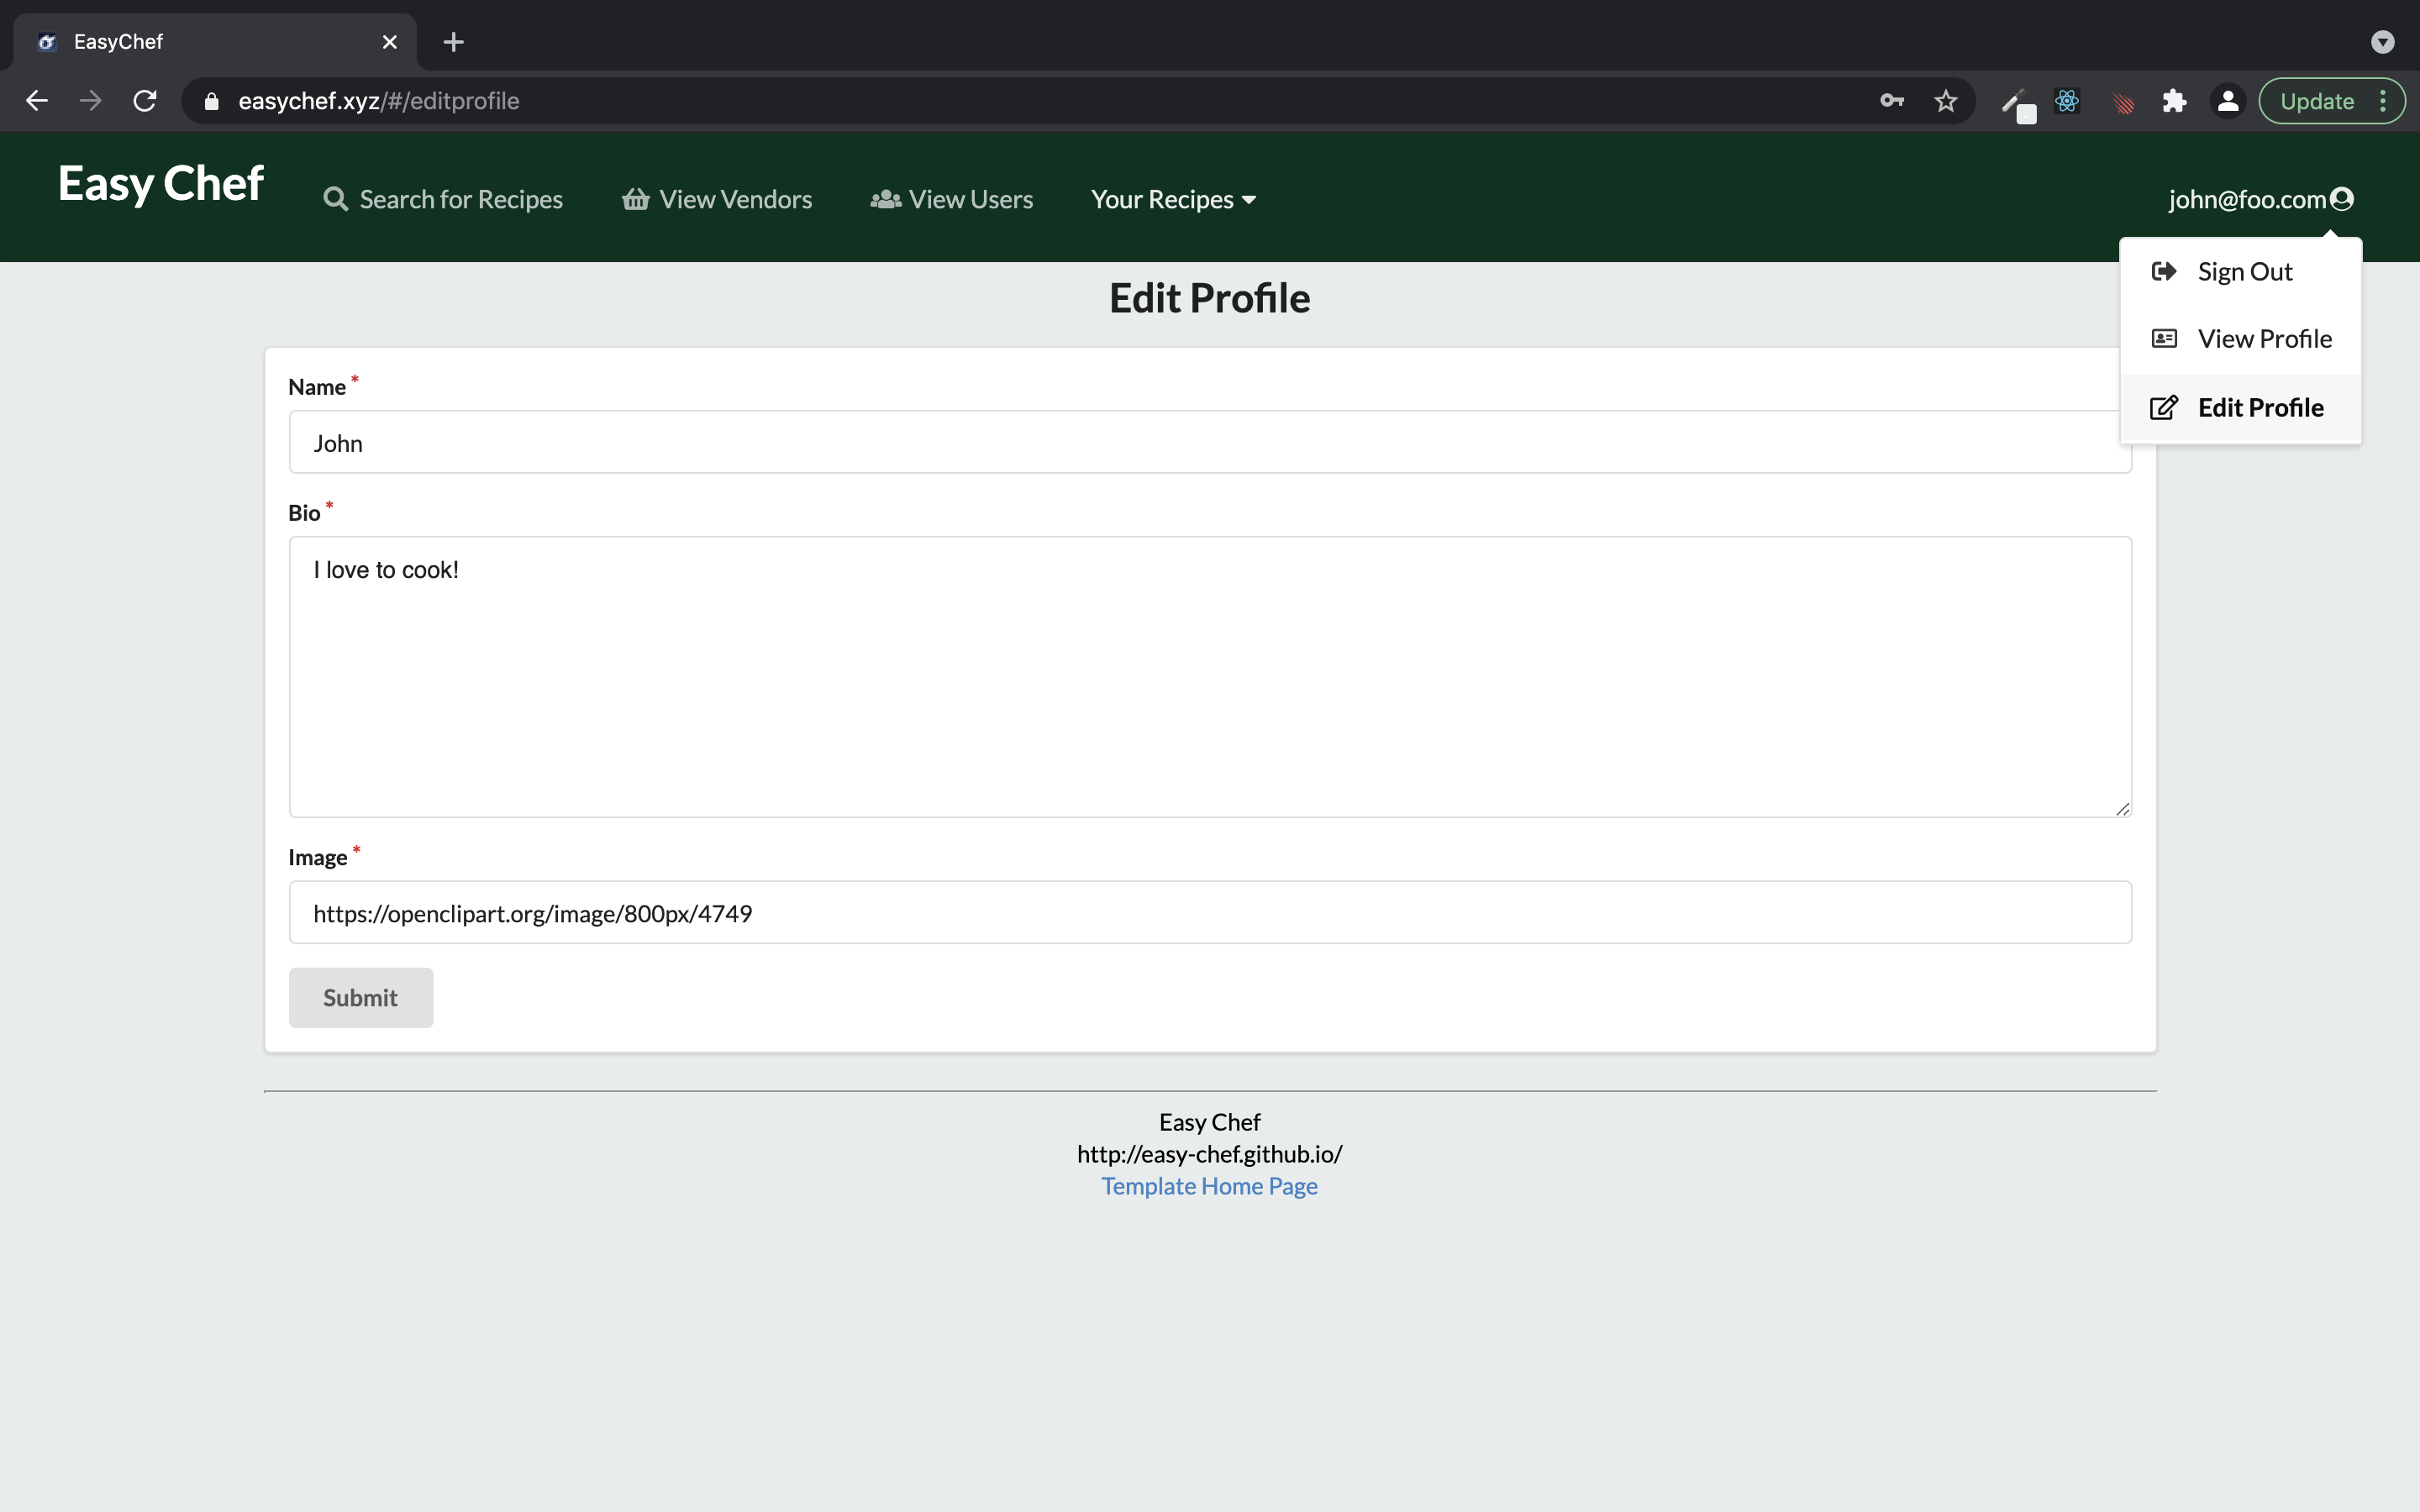 EasyChef
easychef.xyz/#/editprofile
Update
Easy Chef
Search for Recipes
View Vendors
View Users
Your Recipes
john@foo.com
Sign Out
View Profile
Edit Profile
Edit Profile
Name *
John
Bio *
I love to cook!
Image *
https://openclipart.org/image/800px/4749
Submit
Easy Chef
http://easy-chef.github.io/
Template Home Page